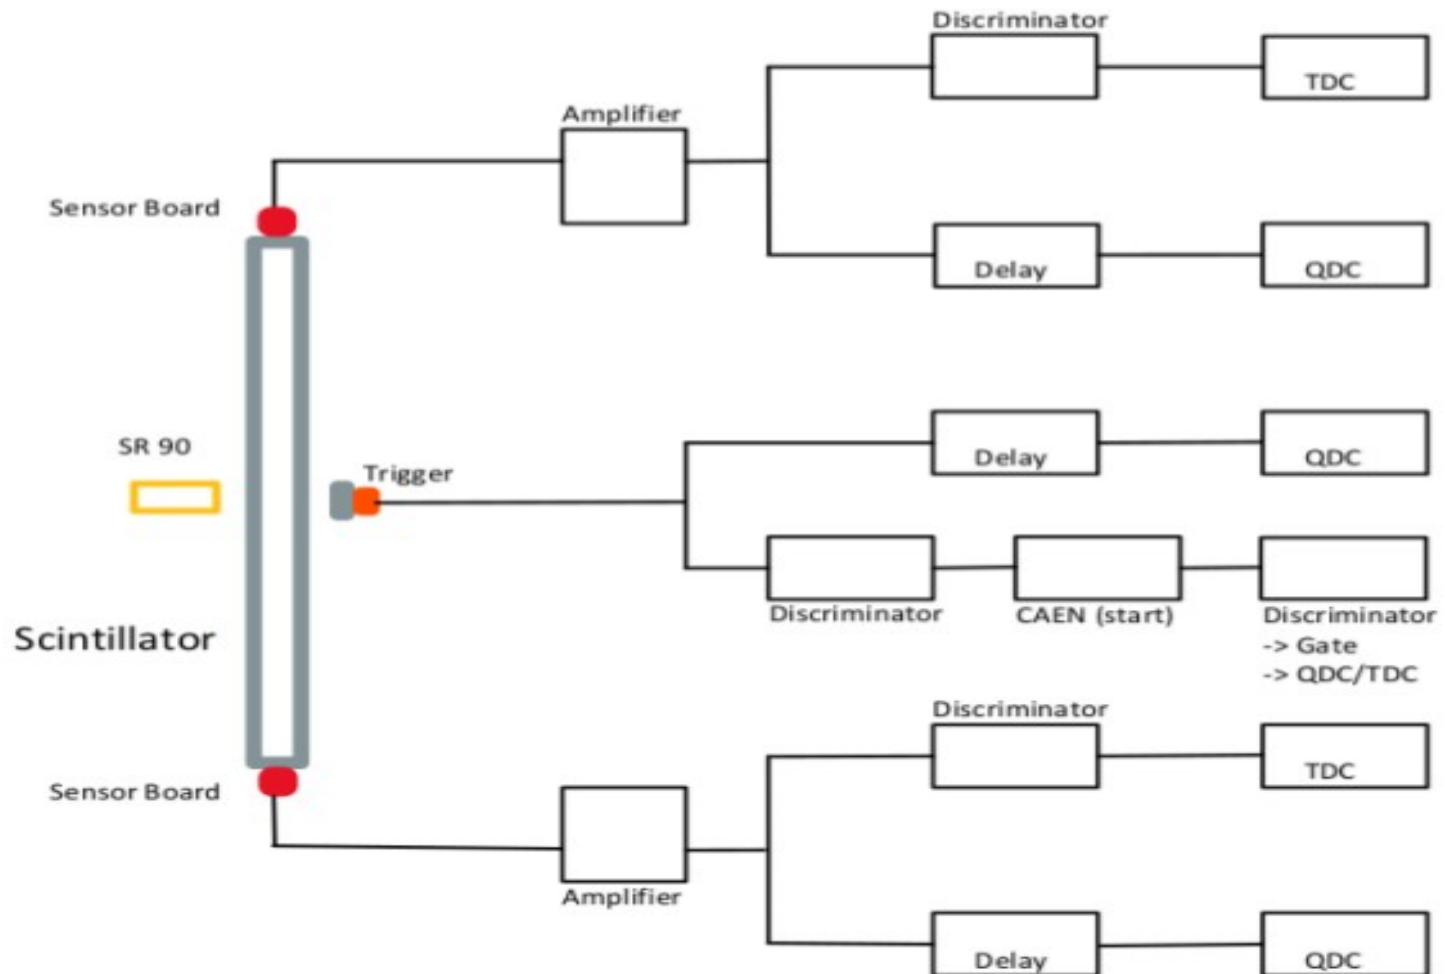 Discriminator
TDC
Amplifier
Sensor Board
Delay
QDC
SR 90
Trigger
Delay
QDC
Scintillator
Discriminator
CAEN (start)
Discriminator
-> Gate
-> QDC/TDC
Discriminator
TDC
Sensor Board
Amplifier
Delay
QDC